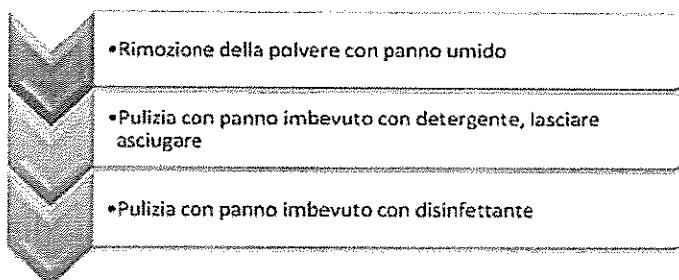 •Rimozione della polvere con panno umido
•Pulizia con panno imbevuto con detergente, lasciare
asciugare
•Pulizia con panno imbevuto con disinfettante